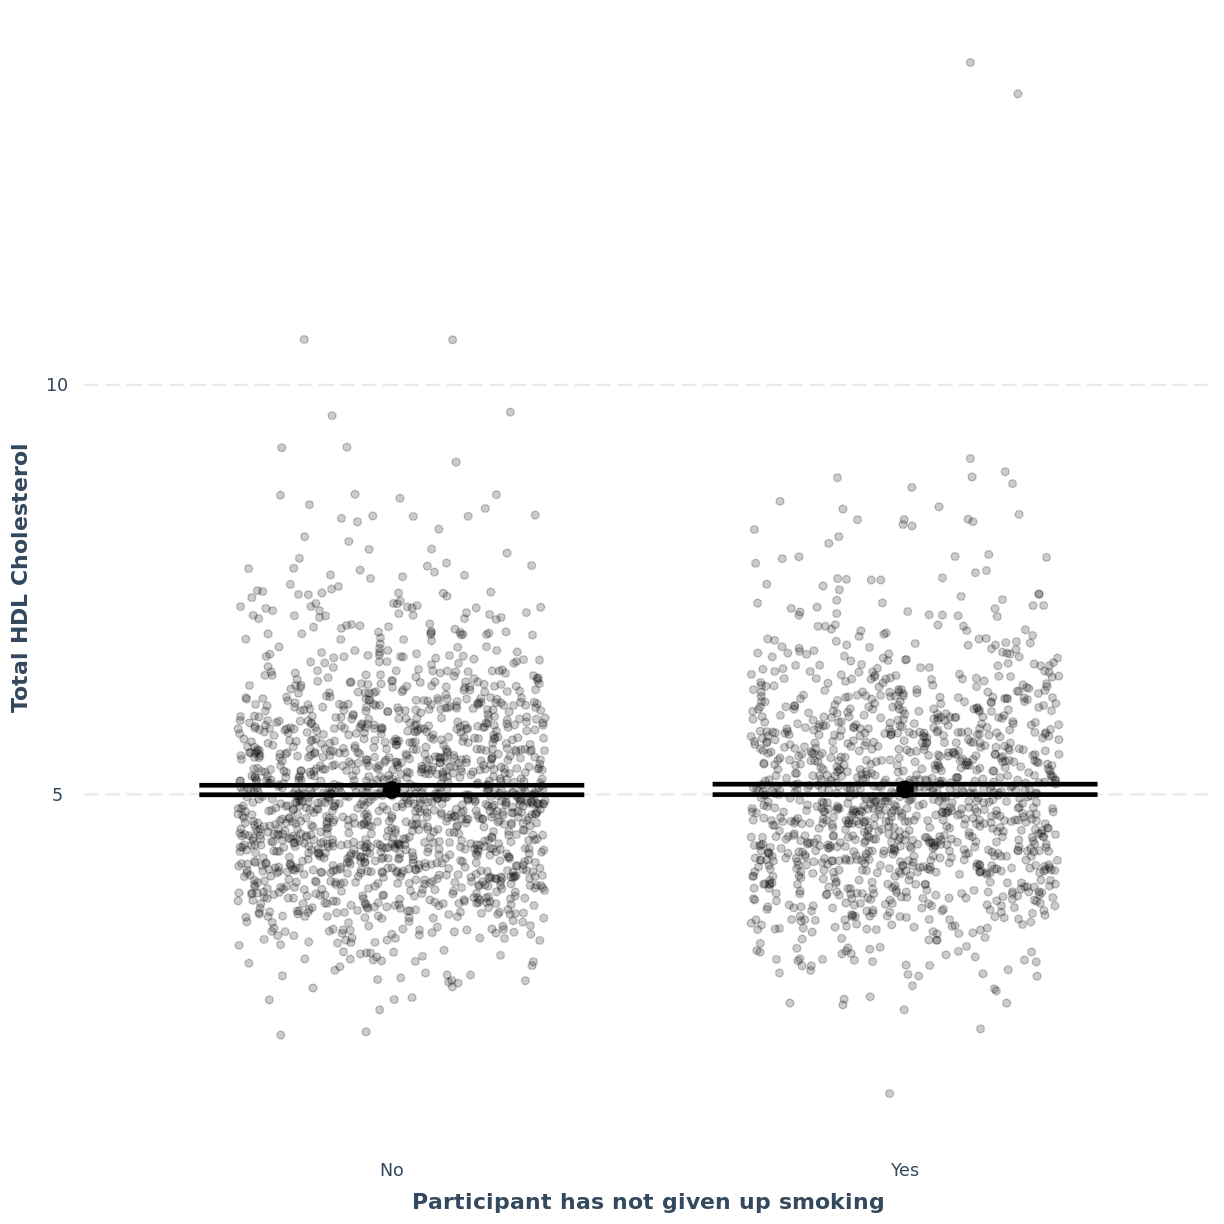 10
Total HDL Cholesterol
5
No
Yes
Participant has not given up smoking